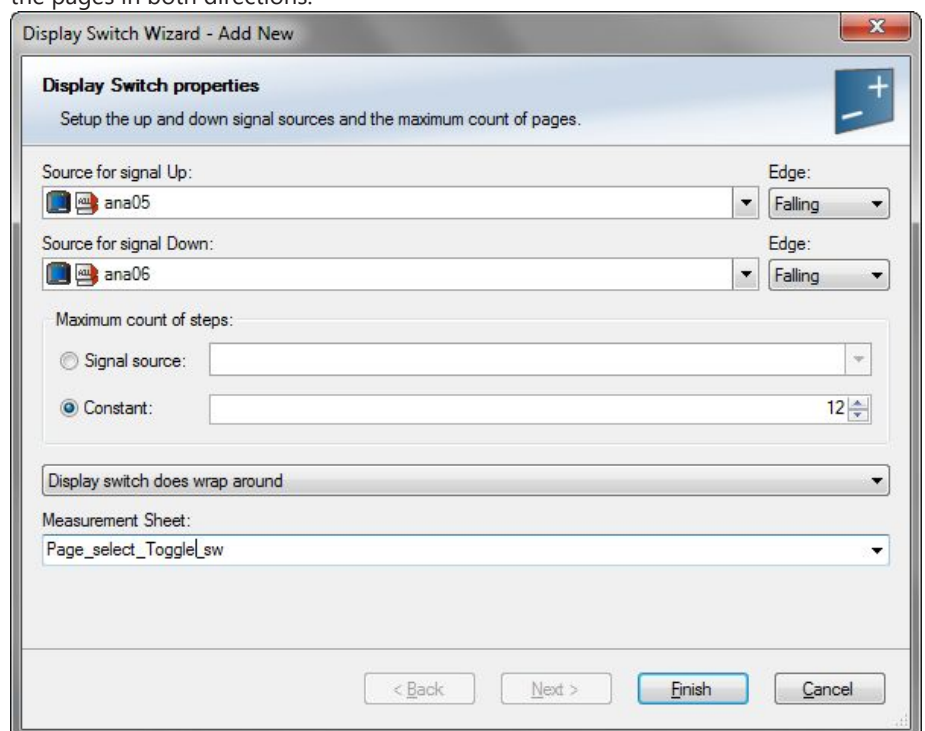 the pages in both directions.
Display Switch Wizard - Add New
Display Switch properties
Setup the up and down signal sources and the maximum count of pages.
Source for signal Up: Edge:
ana05 Falling
Source for signal Down: Edge:
ana06 Falling
Maximum count of steps:
Signal source:
Constant: 12
Display switch does wrap around
Measurement Sheet:
Page_select_Toggle_sw
< Back Next > Finish Cancel